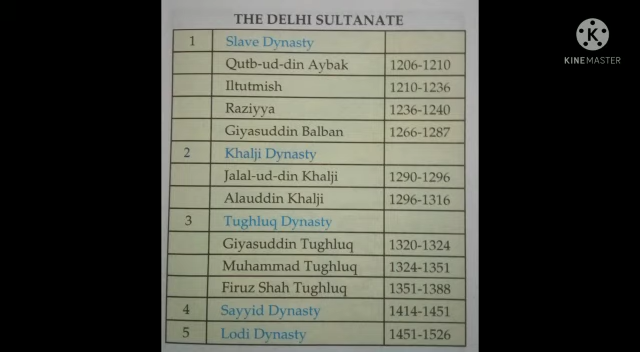 THE DELHI SULTANATE
1 Slave Dynasty
Qutb-ud-din Aybak 1206-1210
Iltutmish 1210-1236
Raziyya 1236-1240
Giyasuddin Balban 1266-1287
2 Khalji Dynasty
Jalal-ud-din Khalji 1290-1296
Alauddin Khalji 1296-1316
3 Tughluq Dynasty
Giyasuddin Tughluq 1320-1324
Muhammad Tughluq 1324-1351
Firuz Shah Tughluq 1351-1388
4 Sayyid Dynasty 1414-1451
5 Lodi Dynasty 1451-1526
K
KINEMASTER